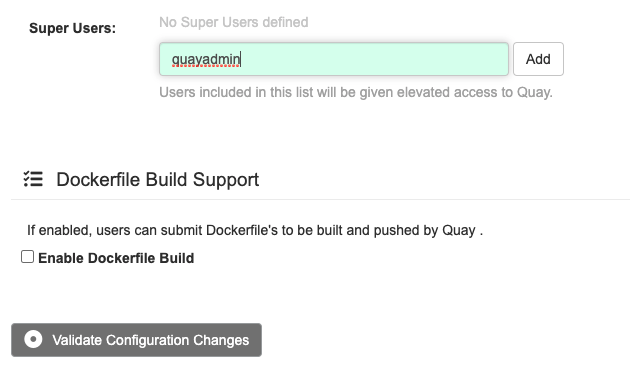 Super Users:
No Super Users defined
quayadmin
Add
Users included in this list will be given elevated access to Quay.
Dockerfile Build Support
If enabled, users can submit Dockerfile's to be built and pushed by Quay .
Enable Dockerfile Build
Validate Configuration Changes